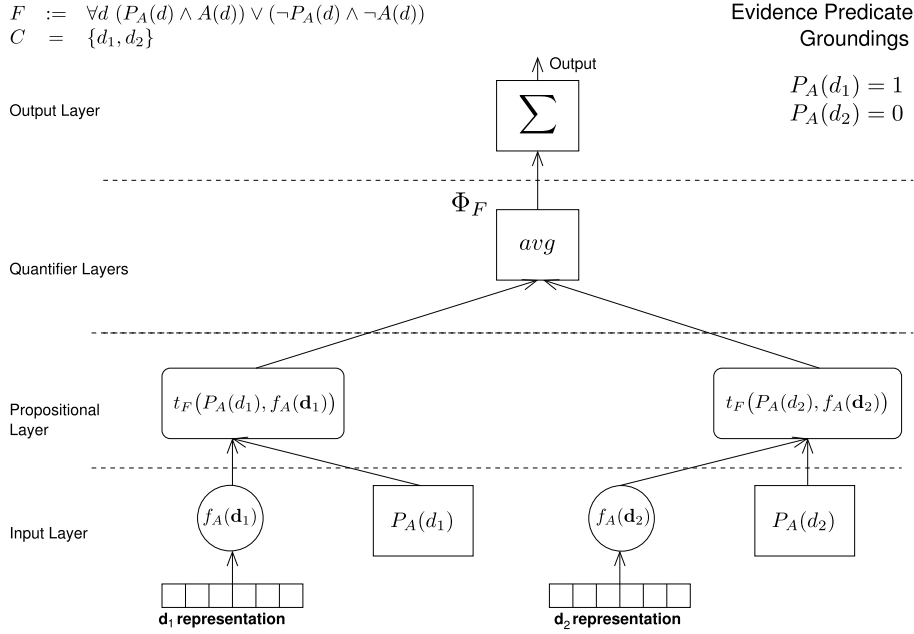 F := ∀d (P_A(d) ∧ A(d)) ∨ (¬P_A(d) ∧ ¬A(d))
C = {d_1, d_2}
Evidence Predicate
Groundings
P_A(d_1) = 1
P_A(d_2) = 0
Output
Output Layer
∑
Φ_F
avg
Quantifier Layers
t_F(P_A(d_1), f_A(𝐝_1))
t_F(P_A(d_2), f_A(𝐝_2))
Propositional
Layer
f_A(𝐝_1)
P_A(d_1)
f_A(𝐝_2)
P_A(d_2)
Input Layer
d_1 representation
d_2 representation